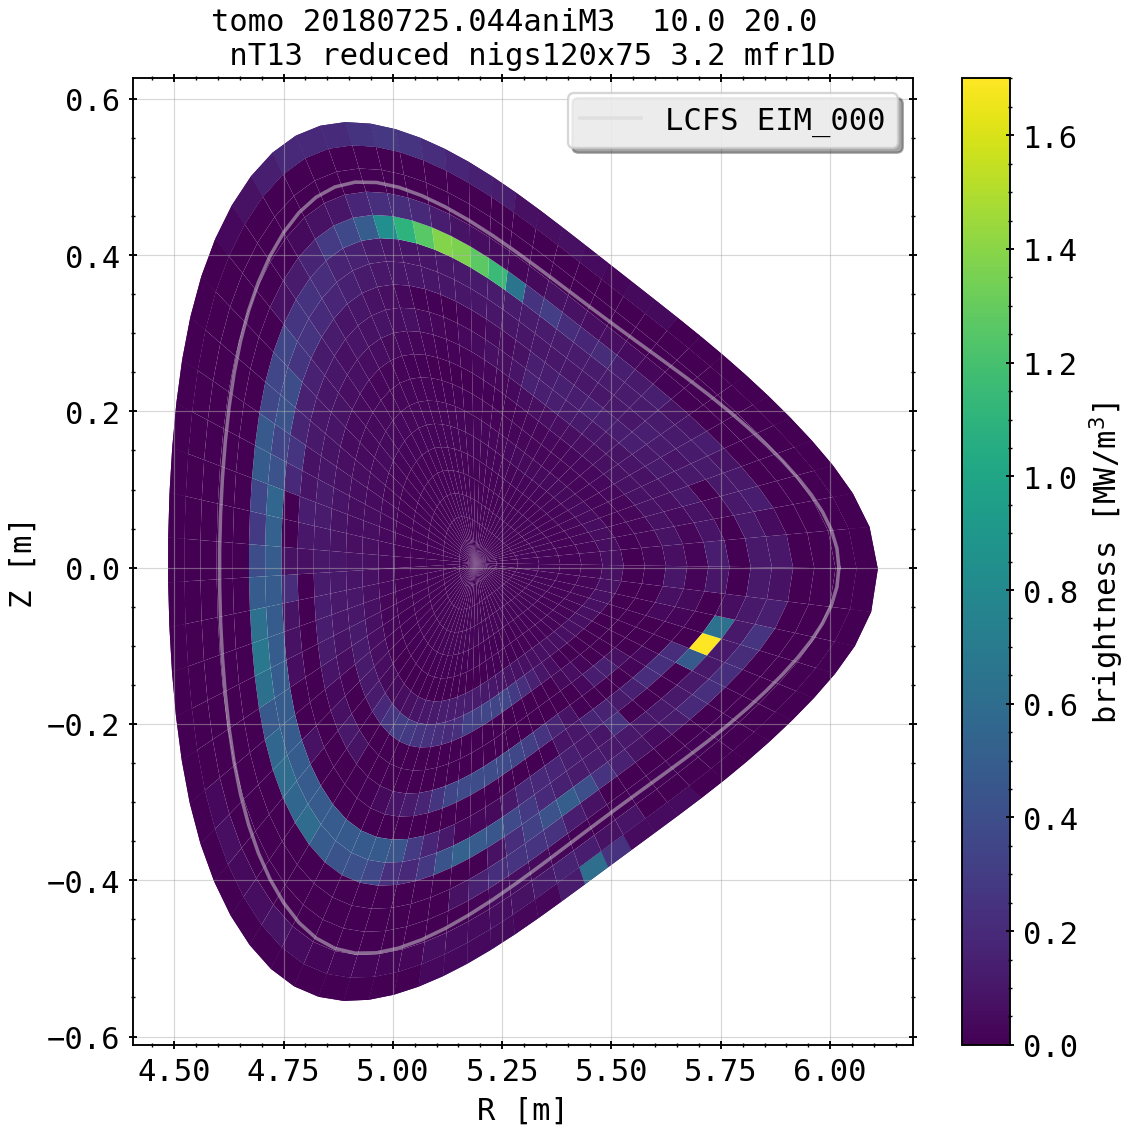 tomo 20180725.044aniM3  10.0 20.0
nT13 reduced nigs120x75 3.2 mfr1D
LCFS EIM_000
0.6
0.4
0.2
0.0
−0.2
−0.4
−0.6
Z [m]
4.50 4.75 5.00 5.25 5.50 5.75 6.00
R [m]
1.6
1.4
1.2
1.0
0.8
0.6
0.4
0.2
0.0
brightness [MW/m³]